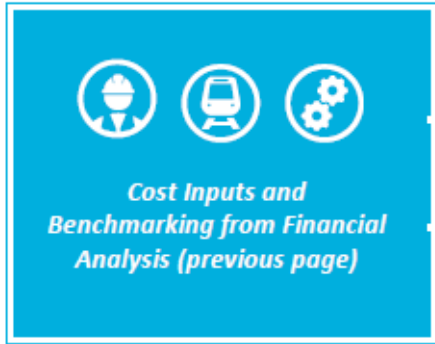 Cost Inputs and
Benchmarking from Financial
Analysis (previous page)